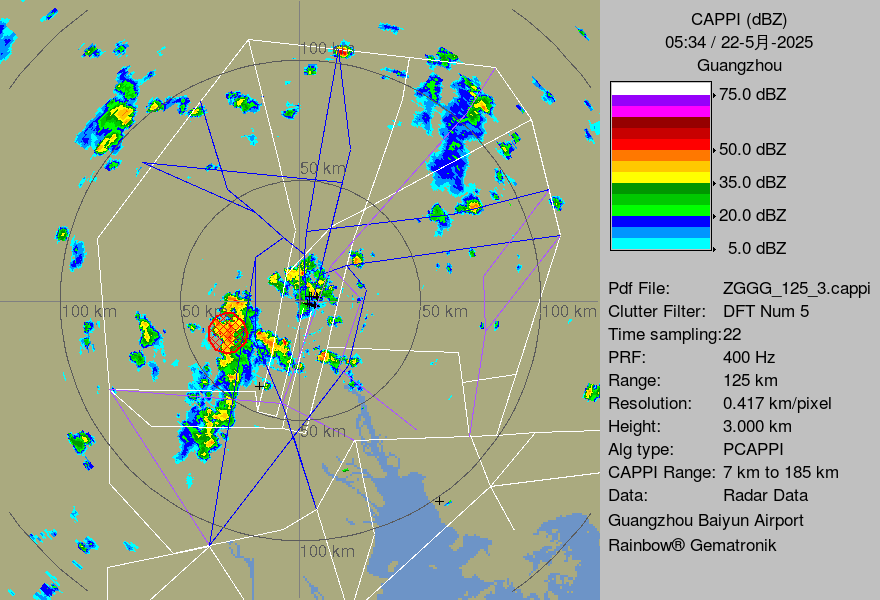 CAPPI (dBZ)
05:34 / 22-5月-2025
Guangzhou
75.0 dBZ
50.0 dBZ
35.0 dBZ
20.0 dBZ
5.0 dBZ
Pdf File: ZGGG_125_3.cappi
Clutter Filter: DFT Num 5
Time sampling:22
PRF: 400 Hz
Range: 125 km
Resolution: 0.417 km/pixel
Height: 3.000 km
Alg type: PCAPPI
CAPPI Range: 7 km to 185 km
Data: Radar Data
Guangzhou Baiyun Airport
Rainbow® Gematronik
100 km
50 km
100 km 50 km 50 km 100 km
50 km
100 km